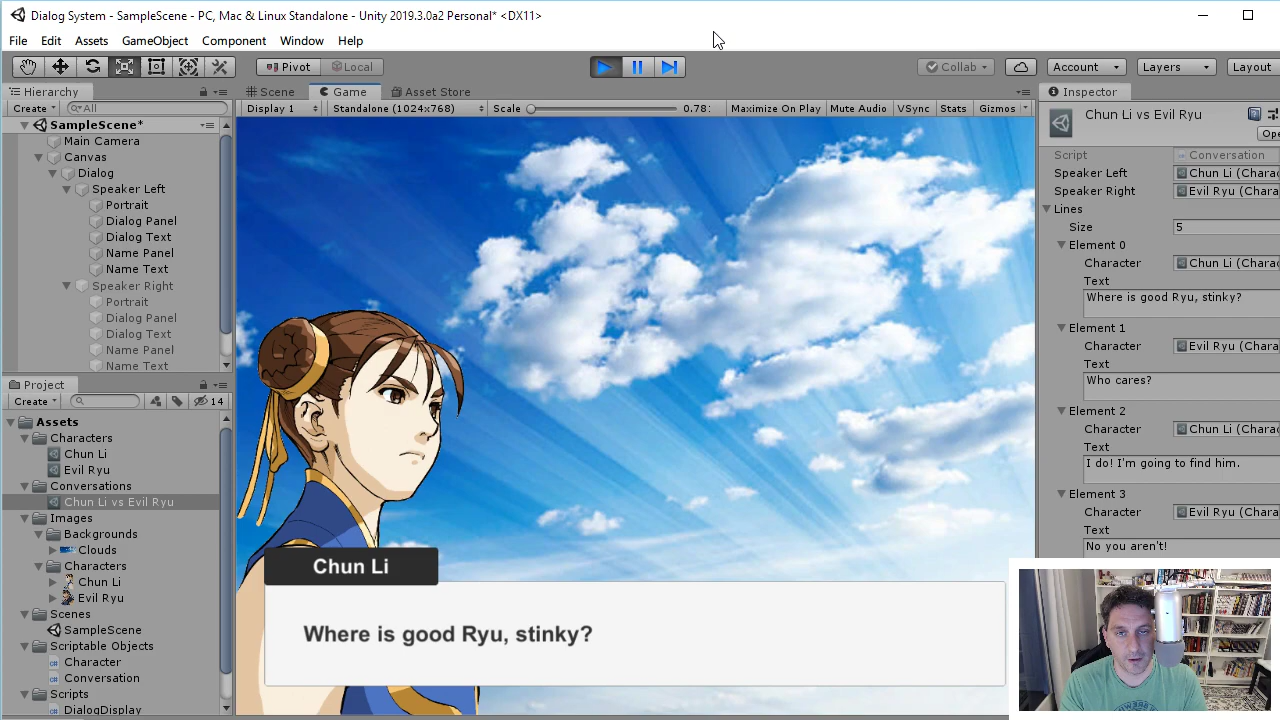 Dialog System - SampleScene - PC, Mac & Linux Standalone - Unity 2019.3.0a2 Personal* <DX11>
File Edit Assets GameObject Component Window Help
Pivot Local Collab Account Layers Layout
Hierarchy
Create All
SampleScene*
Main Camera
Canvas
Dialog
Speaker Left
Portrait
Dialog Panel
Dialog Text
Name Panel
Name Text
Speaker Right
Portrait
Dialog Panel
Dialog Text
Name Panel
Name Text
Project
Create 14
Assets
Characters
Chun Li
Evil Ryu
Conversations
Chun Li vs Evil Ryu
Images
Backgrounds
Clouds
Characters
Chun Li
Evil Ryu
Scenes
SampleScene
Scriptable Objects
Character
Conversation
Scripts
DialogDisplay
Scene Game Asset Store
Display 1 Standalone (1024x768) Scale 0.78: Maximize On Play Mute Audio VSync Stats Gizmos
Chun Li
Where is good Ryu, stinky?
Inspector
Chun Li vs Evil Ryu
Op
Script Conversation
Speaker Left Chun Li (Chara
Speaker Right Evil Ryu (Chara
Lines
Size 5
Element 0
Character Chun Li (Chara
Text
Where is good Ryu, stinky?
Element 1
Character Evil Ryu (Chara
Text
Who cares?
Element 2
Character Chun Li (Chara
Text
I do! I'm going to find him.
Element 3
Character Evil Ryu (Chara
Text
No you aren't!